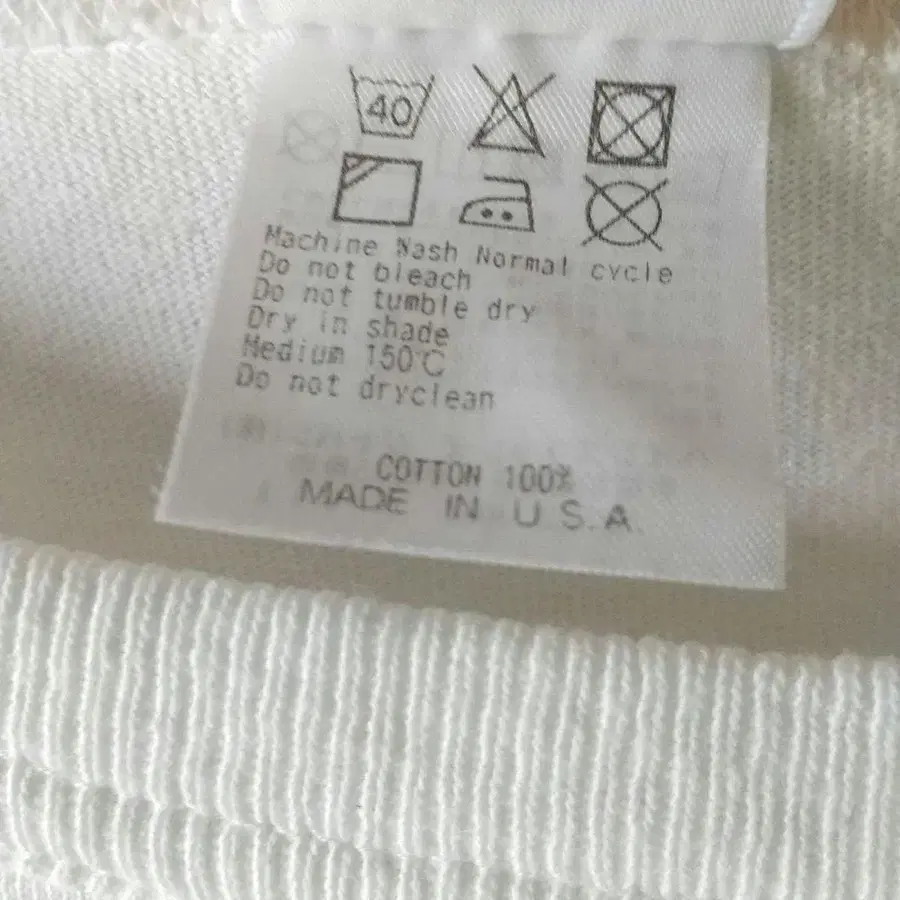 40
Machine Wash Normal cycle
Do not bleach
Do not tumble dry
Dry in shade
Medium 150℃
Do not dryclean
COTTON 100%
MADE IN U.S.A.